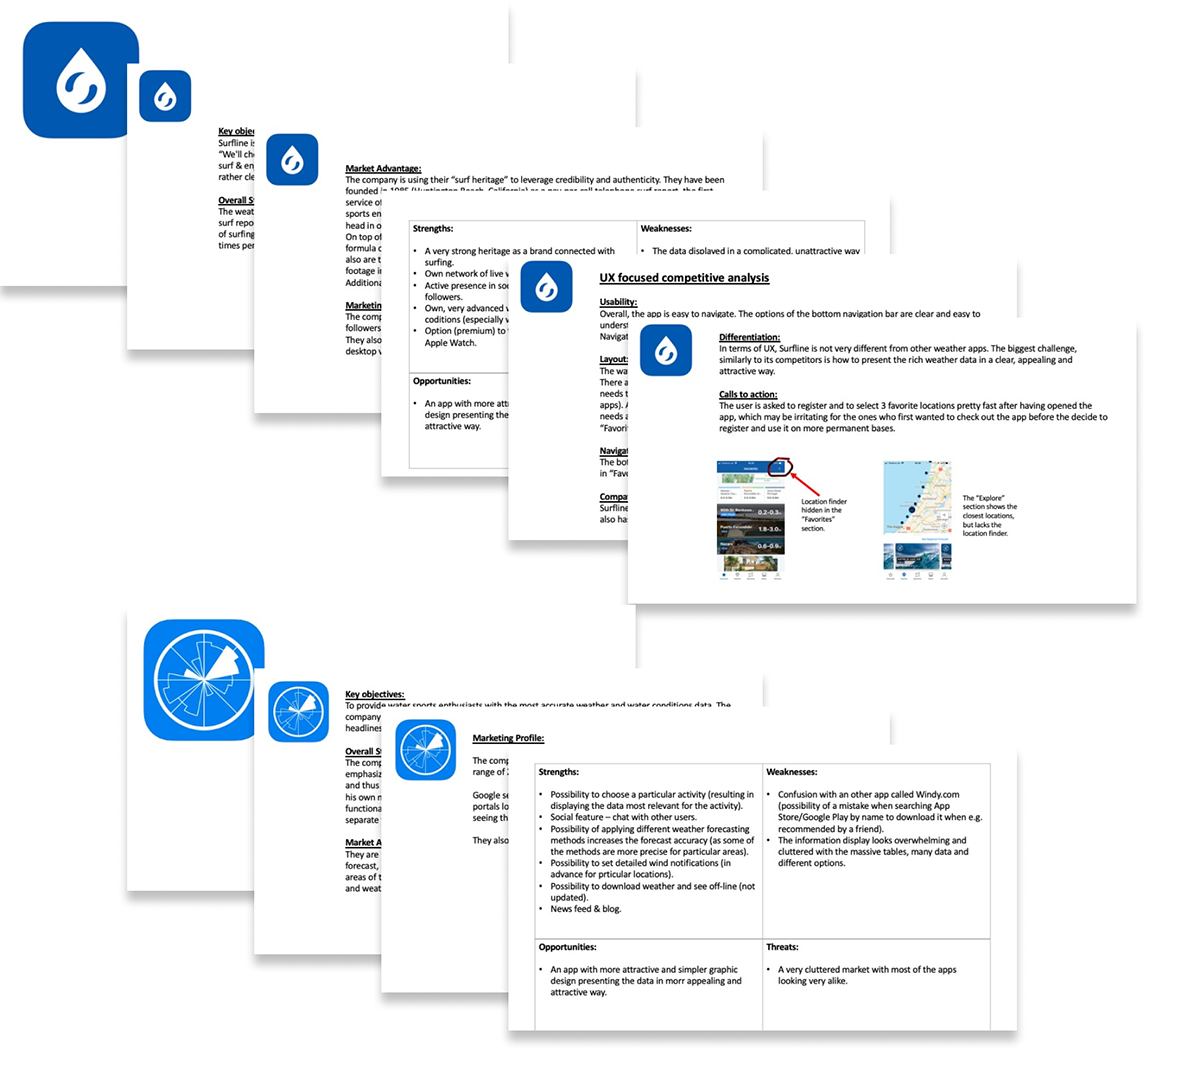 Key objec
Surfline is
"We'll ch
surf & en
rather cle
Overall S
The weat
surf repo
of surfing
times per
Market Advantage:
The company is using their "surf heritage" to leverage credibility and authenticity. They have been
founded in 1985 (Huntington Beach, California) as a pay-per-call telephone surf report, the first
service of
sports en
head in o
On top of
formula c
also are t
footage in
Additiona
Marketin
The comp
followers
They also
desktop v
Strengths:
• A very strong heritage as a brand connected with
surfing.
• Own network of live v
• Active presence in soc
followers.
• Own, very advanced v
coditions (especially v
• Option (premium) to
Apple Watch.
Weaknesses:
• The data displayed in a complicated, unattractive way
Opportunities:
• An app with more attr
design presenting the
attractive way.
UX focused competitive analysis
Usability:
Overall, the app is easy to navigate. The options of the bottom navigation bar are clear and easy to
underst
Navigat
Layout:
The wa
There a
needs t
apps). A
needs a
"Favorit
Navigat
The bot
in "Favo
Compa
Surfline
also has
Differentiation:
In terms of UX, Surfline is not very different from other weather apps. The biggest challenge,
similarly to its competitors is how to present the rich weather data in a clear, appealing and
attractive way.
Calls to action:
The user is asked to register and to select 3 favorite locations pretty fast after having opened the
app, which may be irritating for the ones who first wanted to check out the app before the decide to
register and use it on more permanent bases.
0.2-0.3
1.8-3.0
0.6-0.9
Location finder
hidden in the
"Favorites"
section.
The "Explore"
section shows the
closest locations,
but lacks the
location finder.
Key objectives:
To provide water sports enthusiasts with the most accurate weather and water conditions data. The
company
headlines
Overall St
The comp
emphasiz
and thus
his own n
functiona
separate
Market A
They are
forecast,
areas of t
and weat
Marketing Profile:
The comp
range of 2
Google se
portals lo
seeing th
They also
Strengths:
• Possibility to choose a particular activity (resulting in
displaying the data most relevant for the activity).
• Social feature – chat with other users.
• Possibility of applying different weather forecasting
methods increases the forecast accuracy (as some of
the methods are more precise for particular areas).
• Possibility to set detailed wind notifications (in
advance for prticular locations).
• Possibility to download weather and see off-line (not
updated).
• News feed & blog.
Weaknesses:
• Confusion with an other app called Windy.com
(possibility of a mistake when searching App
Store/Google Play by name to download it when e.g.
recommended by a friend).
• The information display looks overwhelming and
cluttered with the massive tables, many data and
different options.
Opportunities:
• An app with more attractive and simpler graphic
design presenting the data in morr appealing and
attractive way.
Threats:
• A very cluttered market with most of the apps
looking very alike.